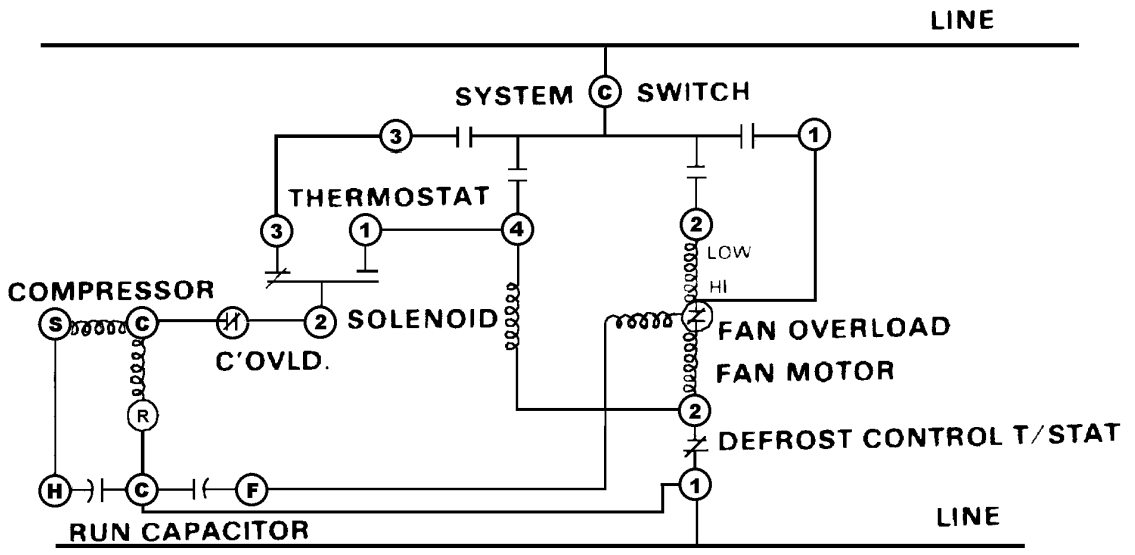 LINE
SYSTEM C SWITCH
3 1
THERMOSTAT
3 1 4 2
LOW
HI
COMPRESSOR
S C 2 SOLENOID
FAN OVERLOAD
C'OVLD.
FAN MOTOR
R 2
DEFROST CONTROL T/STAT
H C F 1
LINE
RUN CAPACITOR